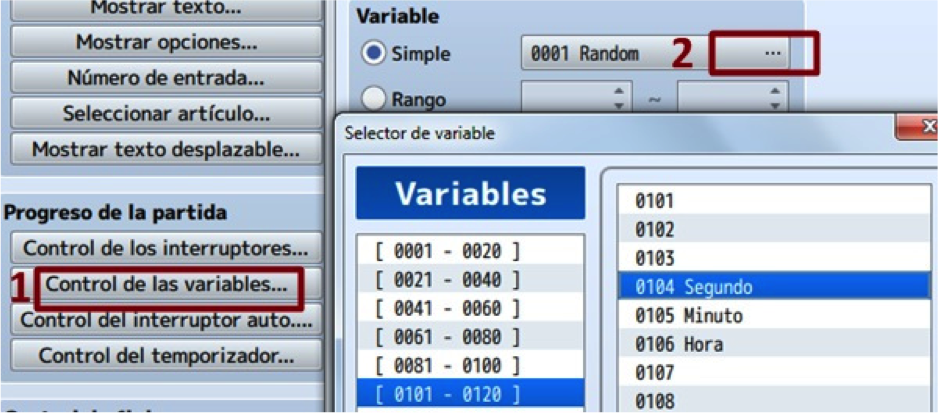 Mostrar texto...
Mostrar opciones...
Número de entrada...
Seleccionar artículo...
Mostrar texto desplazable...
Progreso de la partida
Control de los interruptores...
1 Control de las variables...
Control del interruptor auto....
Control del temporizador...
Variable
Simple 0001 Random 2 ...
Rango ~
Selector de variable X
Variables
[ 0001 - 0020 ]
[ 0021 - 0040 ]
[ 0041 - 0060 ]
[ 0061 - 0080 ]
[ 0081 - 0100 ]
[ 0101 - 0120 ]
0101
0102
0103
0104 Segundo
0105 Minuto
0106 Hora
0107
0108